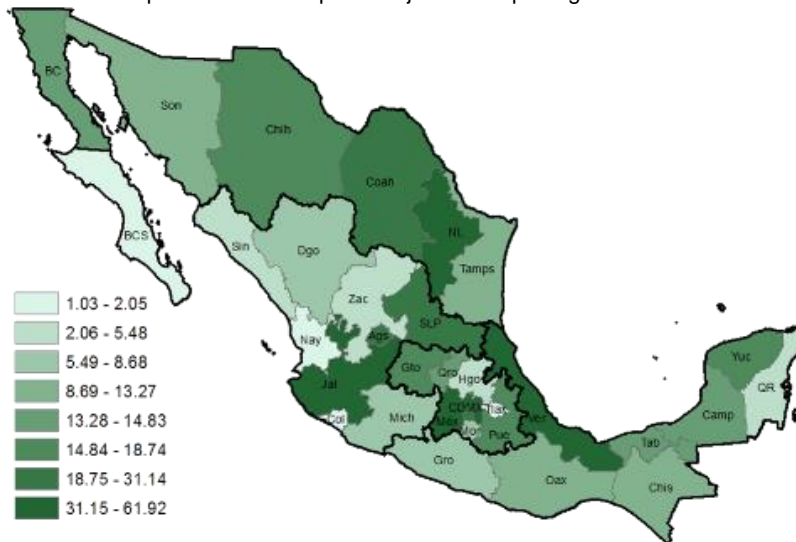 BC
Son
Chih
Coah
NL
BCS
Sin
Dgo
Tamps
Zac
Nay
Ags
SLP
Jal
Gto
Qro
Hgo
Col
Mich
CDMX
Tlax
Mex
Mor
Pue
Ver
Gro
Oax
Tab
Chis
Camp
Yuc
QR
1.03 - 2.05
2.06 - 5.48
5.49 - 8.68
8.69 - 13.27
13.28 - 14.83
14.84 - 18.74
18.75 - 31.14
31.15 - 61.92